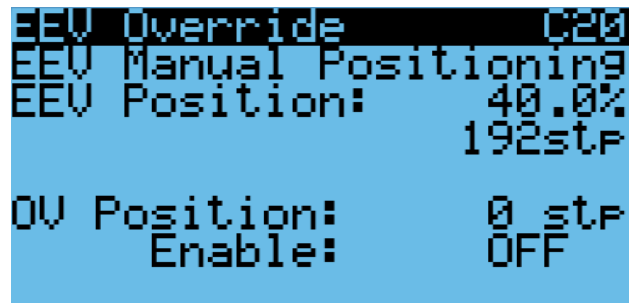 EEV Override C20
EEV Manual Positioning
EEV Position: 40.0%
192stp
OV Position: 0 stp
Enable: OFF